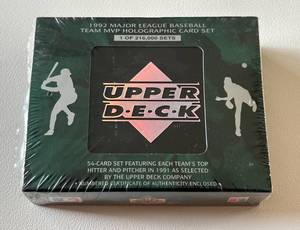 1992 MAJOR LEAGUE BASEBALL
TEAM MVP HOLOGRAPHIC CARD SET
1 OF 216,000 SETS
UPPER
D•E•C•K
54-CARD SET FEATURING EACH TEAM'S TOP
HITTER AND PITCHER IN 1991 AS SELECTED
BY THE UPPER DECK COMPANY
• NUMBERED CERTIFICATE OF AUTHENTICITY ENCLOSED •